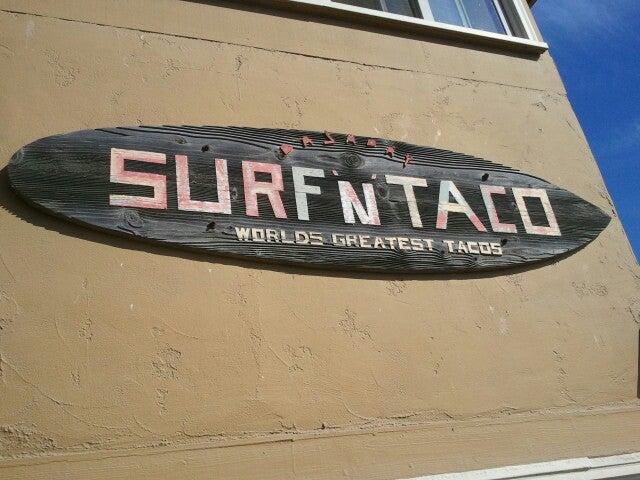 SURF 'N' TACO
WORLDS GREATEST TACOS